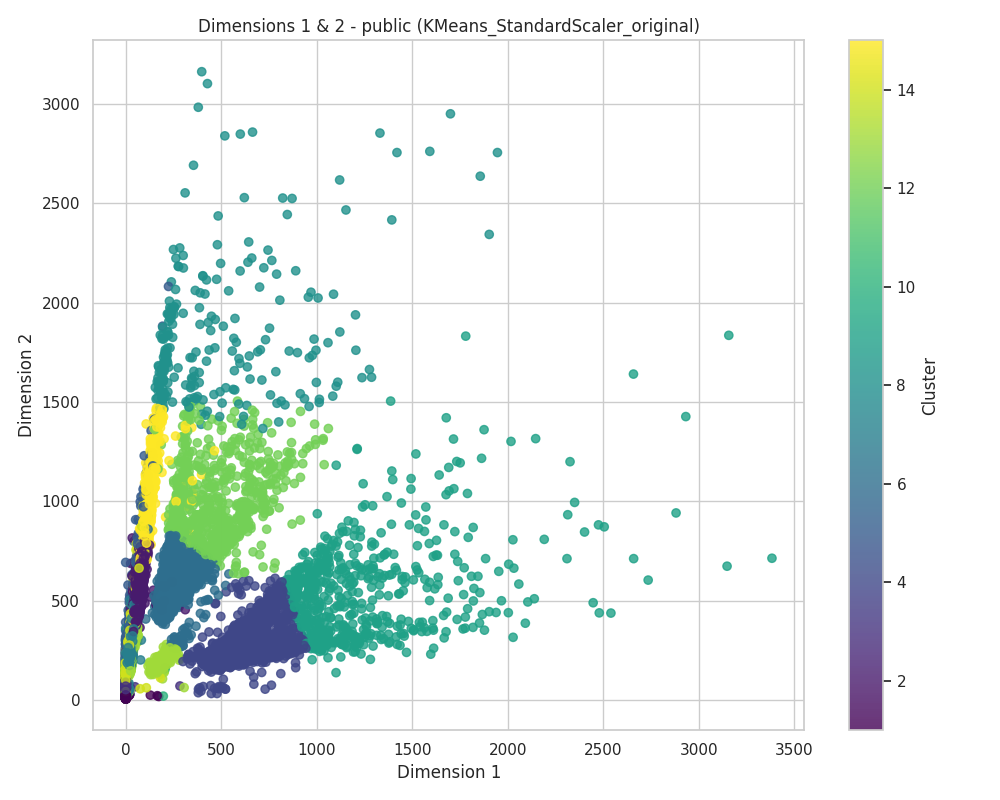 Dimensions 1 & 2 - public (KMeans_StandardScaler_original)
3000
2500
2000
1500
1000
500
0
Dimension 2
0 500 1000 1500 2000 2500 3000 3500
Dimension 1
14
12
10
8
6
4
2
Cluster